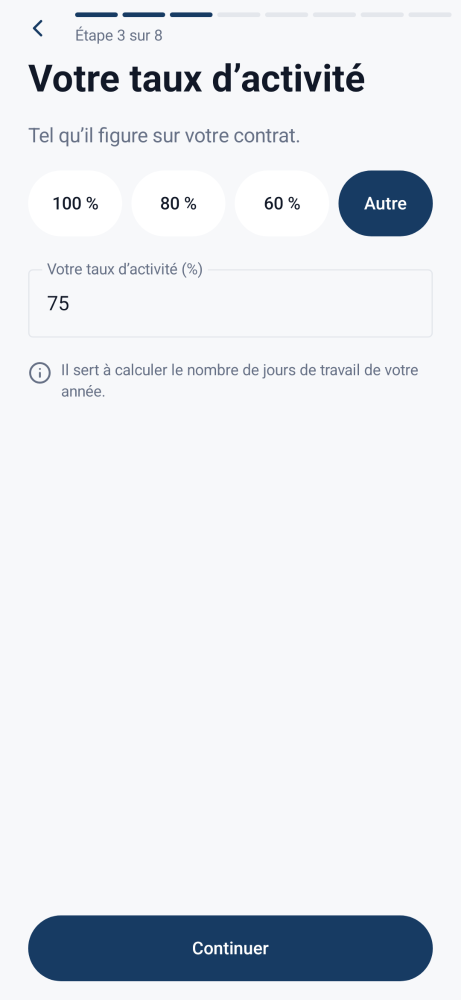 Étape 3 sur 8
Votre taux d’activité
Tel qu’il figure sur votre contrat.
100 %
80 %
60 %
Autre
Votre taux d’activité (%)
75
Il sert à calculer le nombre de jours de travail de votre
année.
Continuer